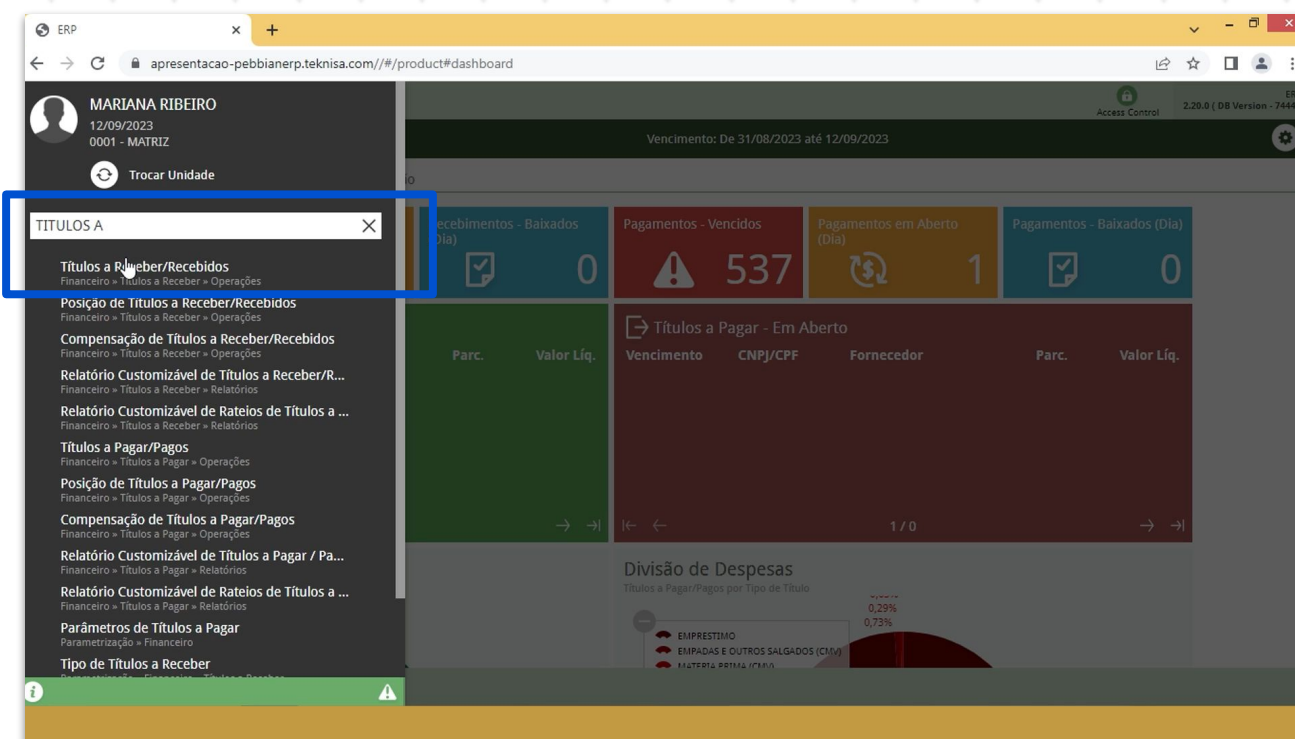 ERP
apresentacao-pebbianerp.teknisa.com//#/product#dashboard
MARIANA RIBEIRO
12/09/2023
0001 - MATRIZ
Trocar Unidade
Access Control
2.20.0 ( DB Version - 7444
Vencimento: De 31/08/2023 até 12/09/2023
TITULOS A
Títulos a Receber/Recebidos
Financeiro » Títulos a Receber » Operações
Posição de Títulos a Receber/Recebidos
Financeiro » Títulos a Receber » Operações
Compensação de Títulos a Receber/Recebidos
Financeiro » Títulos a Receber » Operações
Relatório Customizável de Títulos a Receber/R...
Financeiro » Títulos a Receber » Relatórios
Relatório Customizável de Rateios de Títulos a ...
Financeiro » Títulos a Receber » Relatórios
Títulos a Pagar/Pagos
Financeiro » Títulos a Pagar » Operações
Posição de Títulos a Pagar/Pagos
Financeiro » Títulos a Pagar » Operações
Compensação de Títulos a Pagar/Pagos
Financeiro » Títulos a Pagar » Operações
Relatório Customizável de Títulos a Pagar / Pa...
Financeiro » Títulos a Pagar » Relatórios
Relatório Customizável de Rateios de Títulos a ...
Financeiro » Títulos a Pagar » Relatórios
Parâmetros de Títulos a Pagar
Parametrização » Financeiro
Tipo de Títulos a Receber
Parametrização » Financeiro » Títulos a Receber
ecebimentos - Baixados
Dia)
0
Pagamentos - Vencidos
537
Pagamentos em Aberto
(Dia)
1
Pagamentos - Baixados (Dia)
0
Parc. Valor Líq.
Títulos a Pagar - Em Aberto
Vencimento CNPJ/CPF Fornecedor Parc. Valor Líq.
1 / 0
Divisão de Despesas
Títulos a Pagar/Pagos por Tipo de Título
0,29%
0,73%
EMPRESTIMO
EMPADAS E OUTROS SALGADOS (CMV)
MATERIA PRIMA (CMV)